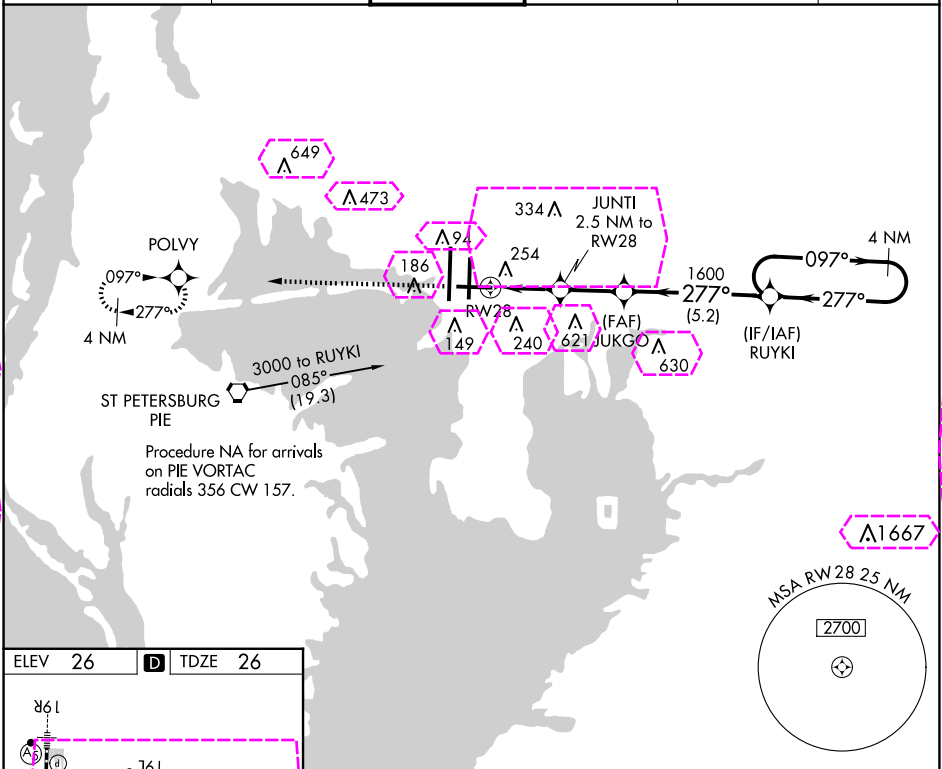 649
473
94
334
JUNTI
2.5 NM to
RW28
POLVY
254
186
097°
277°
4 NM
4 NM
097°
277°
1600
277°
(5.2)
RW28
(FAF)
JUKGO
(IF/IAF)
RUYKI
149
240
621
630
3000 to RUYKI
085°
(19.3)
ST PETERSBURG
PIE
Procedure NA for arrivals
on PIE VORTAC
radials 356 CW 157.
1667
MSA RW 28 25 NM
2700
ELEV 26 D TDZE 26
19R
A5
P
19L